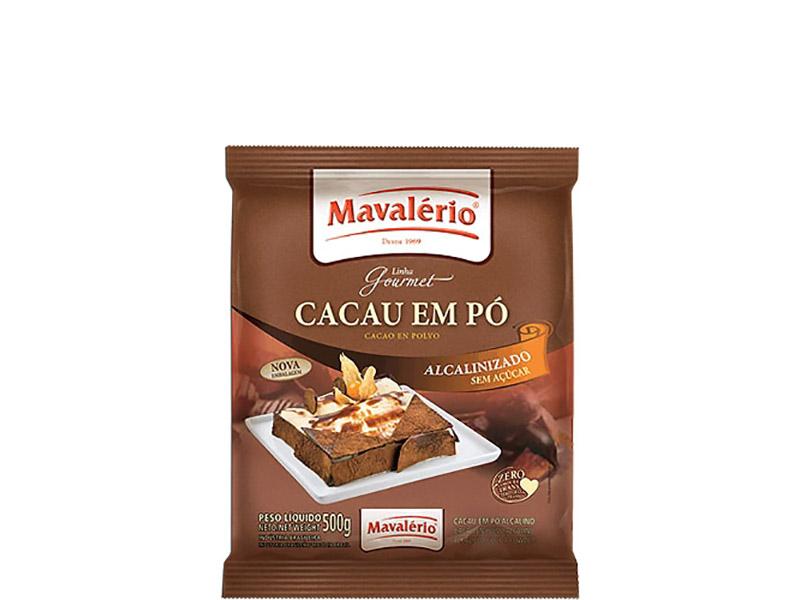 Mavalério®
Desde 1969
Linha
Gourmet
CACAU EM PÓ
CACAO EN POLVO
ALCALINIZADO
SEM AÇÚCAR
NOVA
EMBALAGEM
ZERO
TRANS
PESO LÍQUIDO
NETO/NET WEIGHT 500g
INDÚSTRIA BRASILEIRA
Mavalério
CACAU EM PÓ ALCALINO